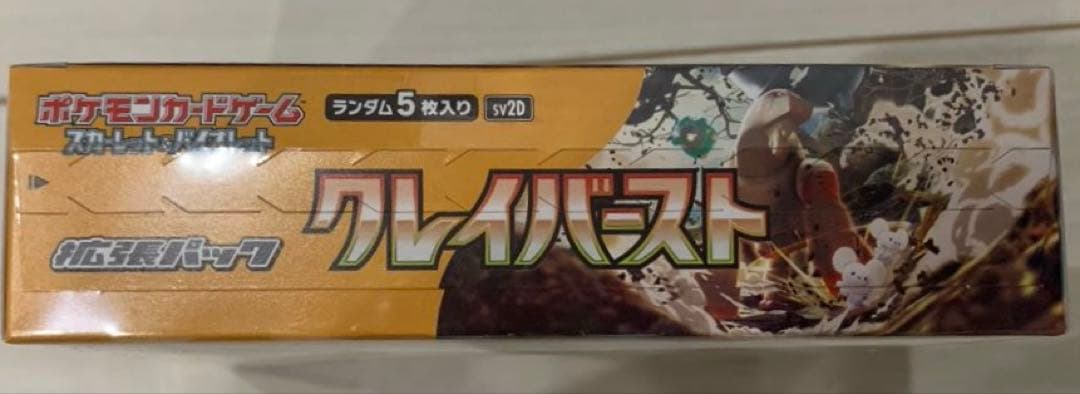 ポケモンカードゲーム
スカーレット&バイオレット
ランダム5枚入り sv2D
クレイバースト
拡張パック